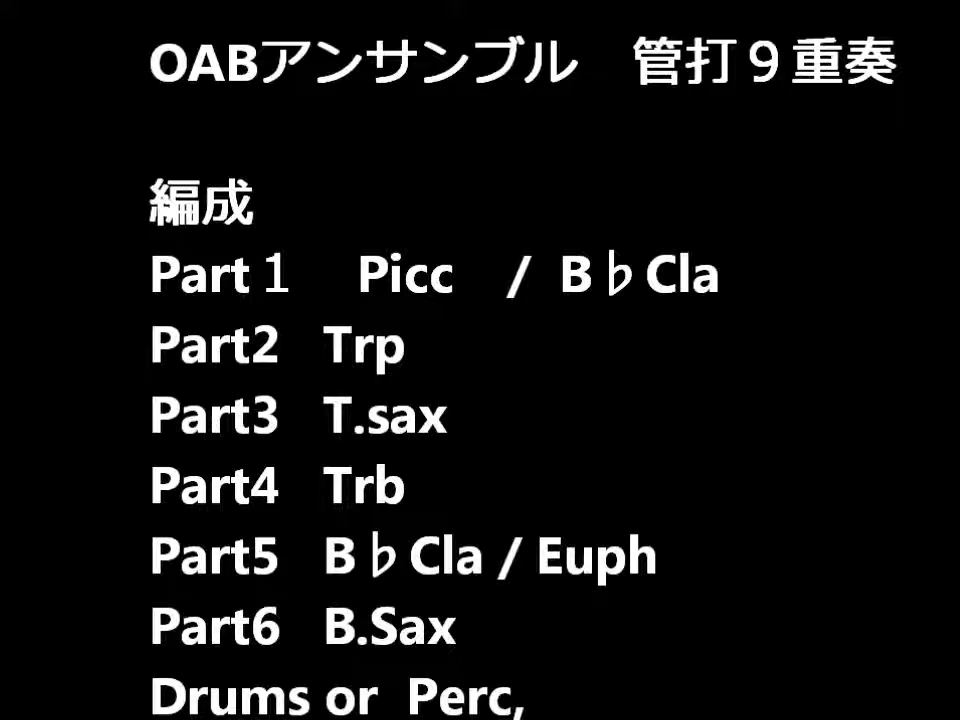 OABアンサンブル　管打９重奏
編成
Part１　Picc　/ B♭Cla
Part2 Trp
Part3 T.sax
Part4 Trb
Part5 B♭Cla / Euph
Part6 B.Sax
Drums or Perc,